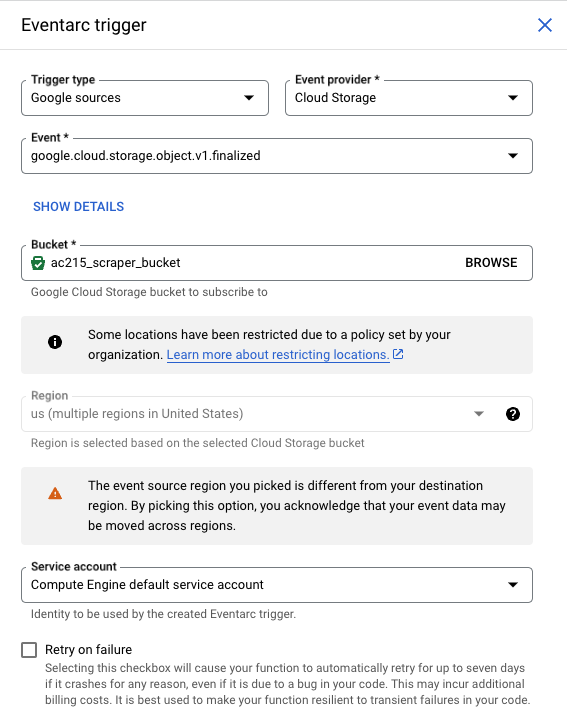 Eventarc trigger
Trigger type
Google sources
Event provider *
Cloud Storage
Event *
google.cloud.storage.object.v1.finalized
SHOW DETAILS
Bucket *
ac215_scraper_bucket
BROWSE
Google Cloud Storage bucket to subscribe to
Some locations have been restricted due to a policy set by your
organization. Learn more about restricting locations.
Region
us (multiple regions in United States)
Region is selected based on the selected Cloud Storage bucket
The event source region you picked is different from your destination
region. By picking this option, you acknowledge that your event data may
be moved across regions.
Service account
Compute Engine default service account
Identity to be used by the created Eventarc trigger.
Retry on failure
Selecting this checkbox will cause your function to automatically retry for up to seven days
if it crashes for any reason, even if it is due to a bug in your code. This may incur additional
billing costs. It is best used to make your function resilient to transient failures in your code.